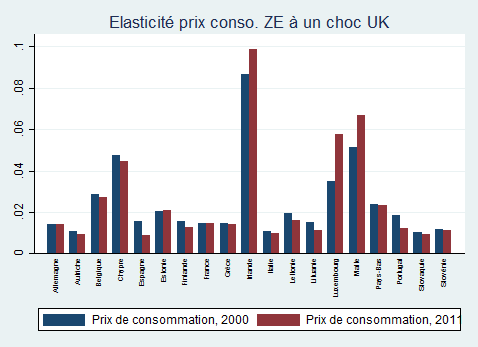 Elasticité prix conso. ZE à un choc UK
.1
.08
.06
.04
.02
0
Allemagne
Autriche
Belgique
Chypre
Espagne
Estonie
Finlande
France
Grèce
Irlande
Italie
Lettonie
Lituanie
Luxembourg
Malte
Pays-Bas
Portugal
Slovaquie
Slovénie
Prix de consommation, 2000
Prix de consommation, 2011